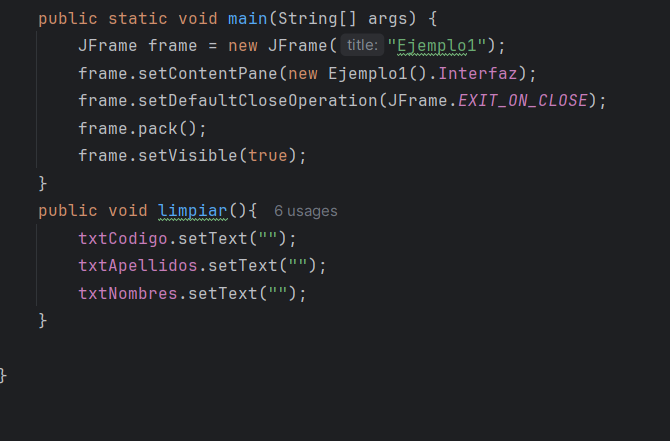 public static void main(String[] args) {
JFrame frame = new JFrame( title: "Ejemplo1");
frame.setContentPane(new Ejemplo1().Interfaz);
frame.setDefaultCloseOperation(JFrame.EXIT_ON_CLOSE);
frame.pack();
frame.setVisible(true);
}
public void limpiar(){ 6 usages
txtCodigo.setText("");
txtApellidos.setText("");
txtNombres.setText("");
}
}